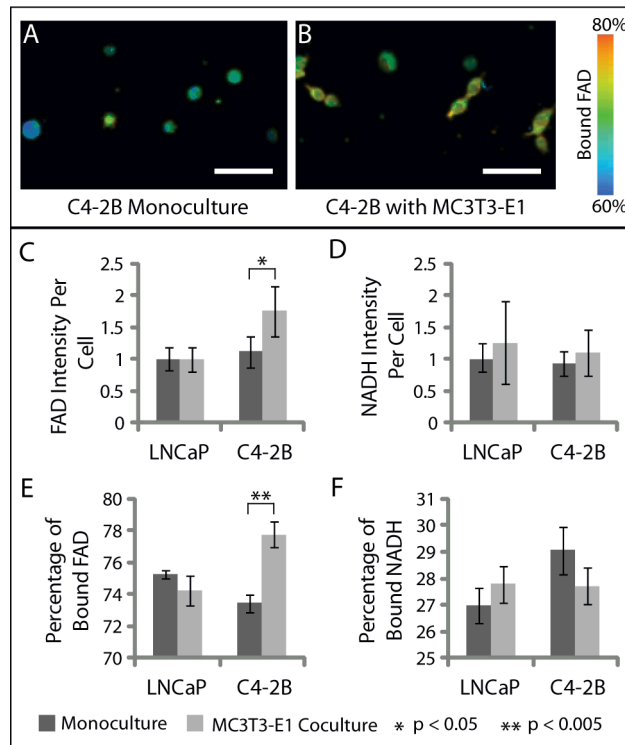 A
B
80%
Bound FAD
60%
C4-2B Monoculture
C4-2B with MC3T3-E1
C
FAD Intensity Per
Cell
2.5
2
1.5
1
0.5
0
*
LNCaP
C4-2B
D
NADH Intensity
Per Cell
2.5
2
1.5
1
0.5
0
LNCaP
C4-2B
E
Percentage of
Bound FAD
80
78
76
74
72
70
**
LNCaP
C4-2B
F
Percentage of
Bound NADH
31
30
29
28
27
26
25
LNCaP
C4-2B
Monoculture MC3T3-E1 Coculture * p < 0.05 ** p < 0.005